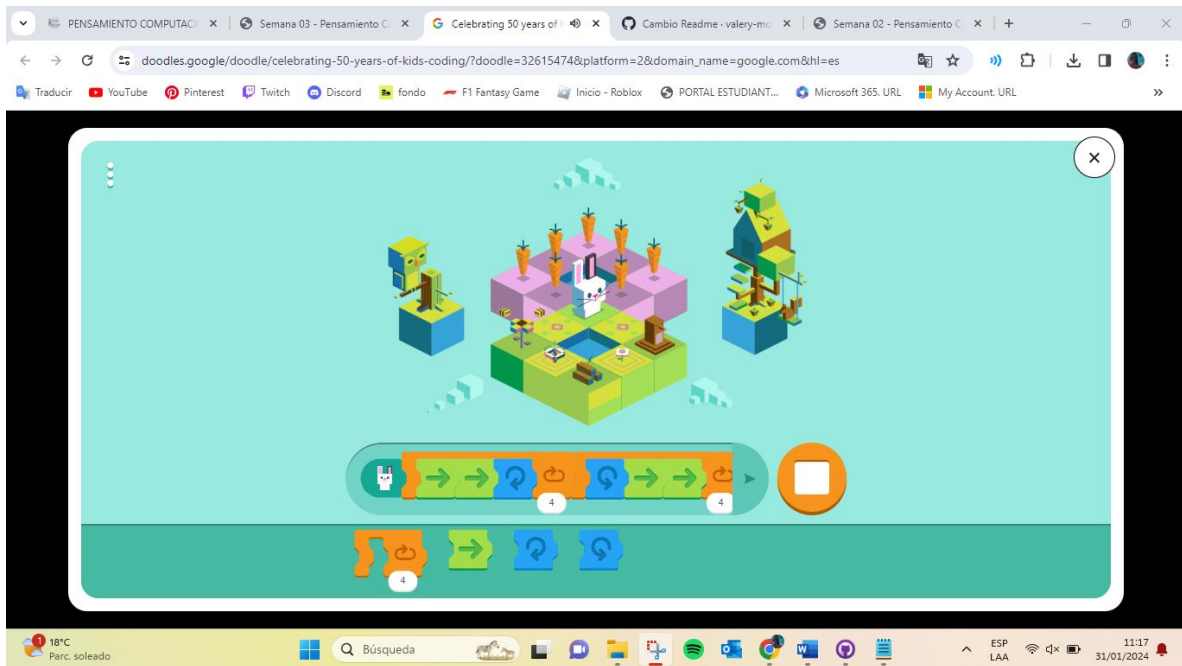 PENSAMIENTO COMPUTACI
Semana 03 - Pensamiento C
Celebrating 50 years of
Cambio Readme · valery-mo
Semana 02 - Pensamiento C
doodles.google/doodle/celebrating-50-years-of-kids-coding/?doodle=32615474&platform=2&domain_name=google.com&hl=es
Traducir YouTube Pinterest Twitch Discord fondo F1 Fantasy Game Inicio - Roblox PORTAL ESTUDIANT... Microsoft 365. URL My Account. URL
4 4
4
1 18°C
Parc. soleado
Búsqueda
ESP
LAA
11:17
31/01/2024